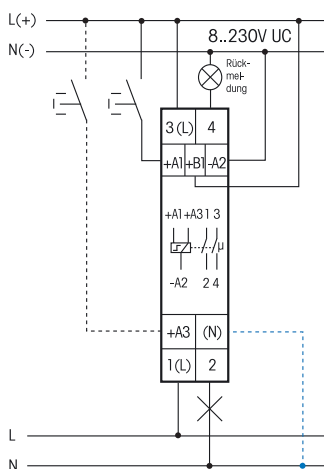 L(+)
N(-)
8..230V UC
Rück-
mel-
dung
3 (L) 4
+A1 +B1 -A2
+A1 +A3 1 3
µ
-A2 2 4
+A3 (N)
1 (L) 2
L
N